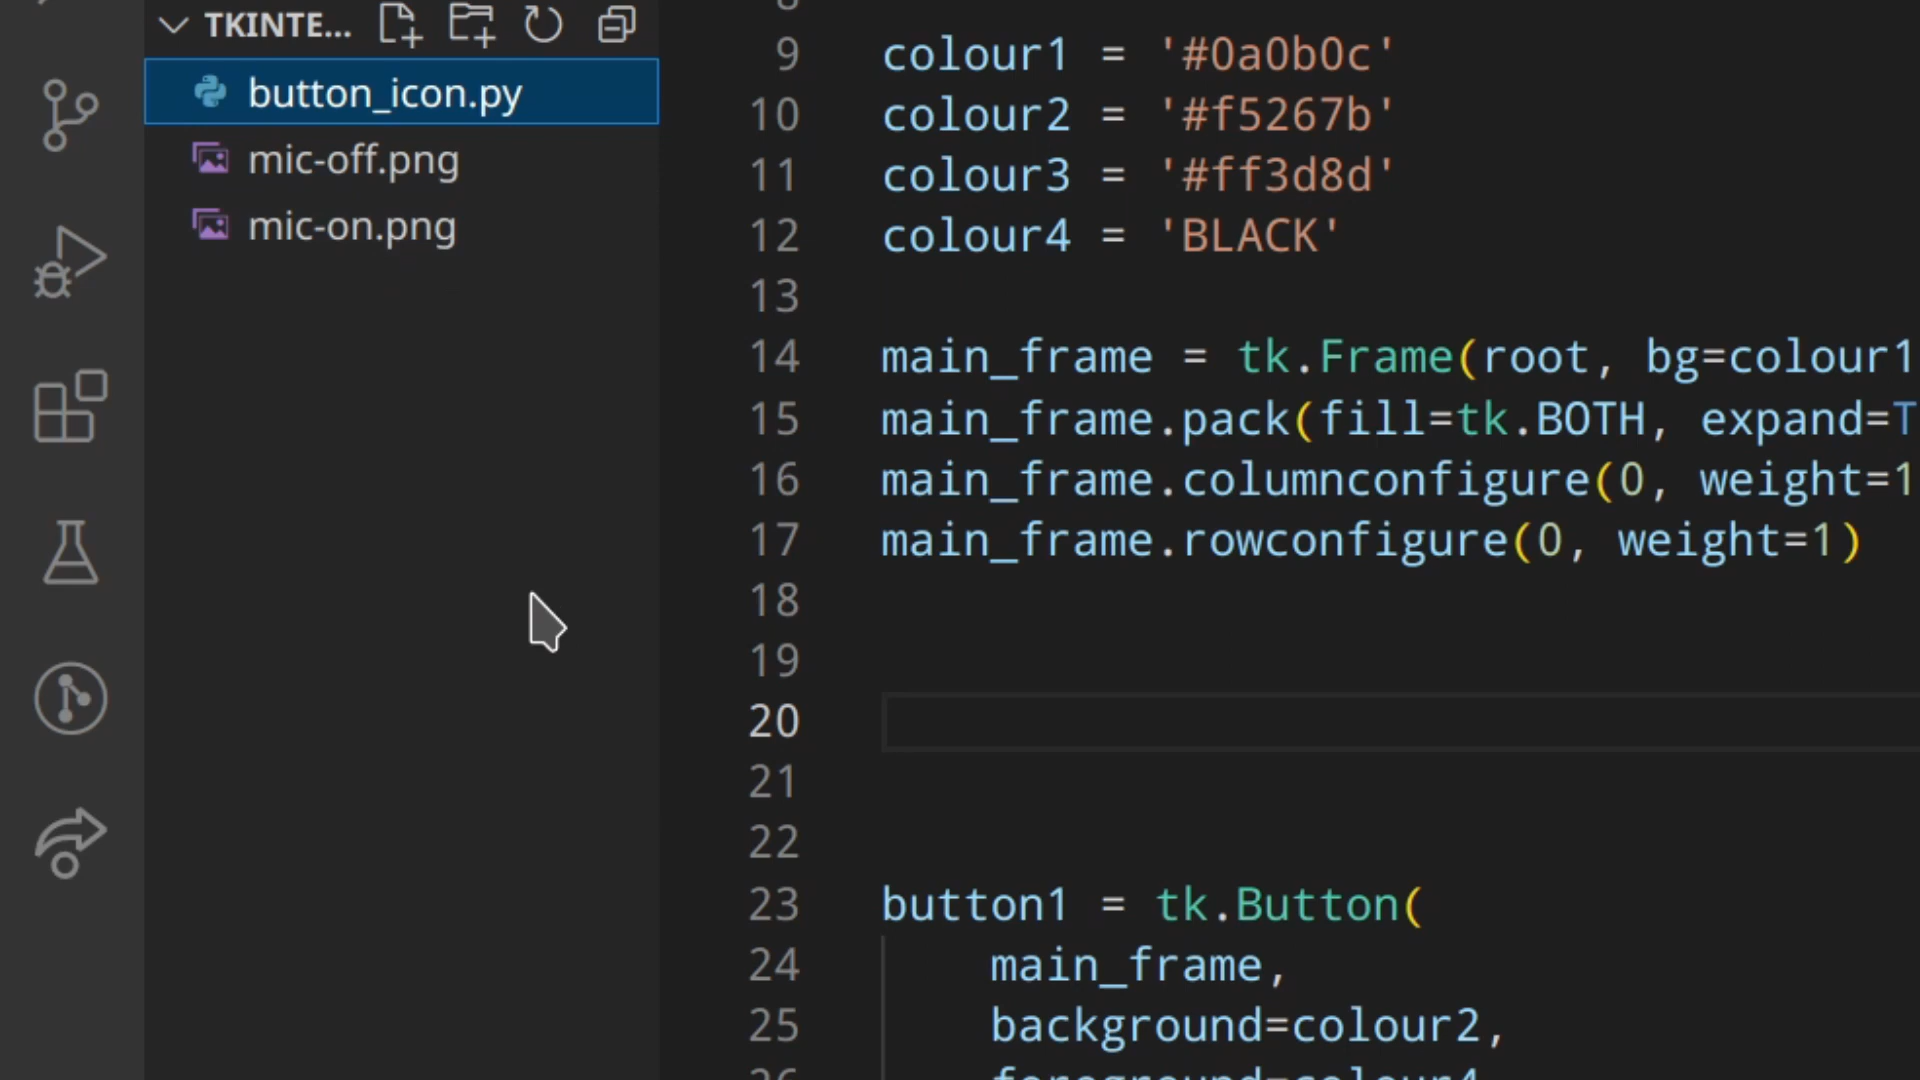 TKINTE...
button_icon.py
mic-off.png
mic-on.png
9 colour1 = '#0a0b0c'
10 colour2 = '#f5267b'
11 colour3 = '#ff3d8d'
12 colour4 = 'BLACK'
13
14 main_frame = tk.Frame(root, bg=colour1
15 main_frame.pack(fill=tk.BOTH, expand=T
16 main_frame.columnconfigure(0, weight=1
17 main_frame.rowconfigure(0, weight=1)
18
19
20
21
22
23 button1 = tk.Button(
24 main_frame,
25 background=colour2,
26 foreground=colour4